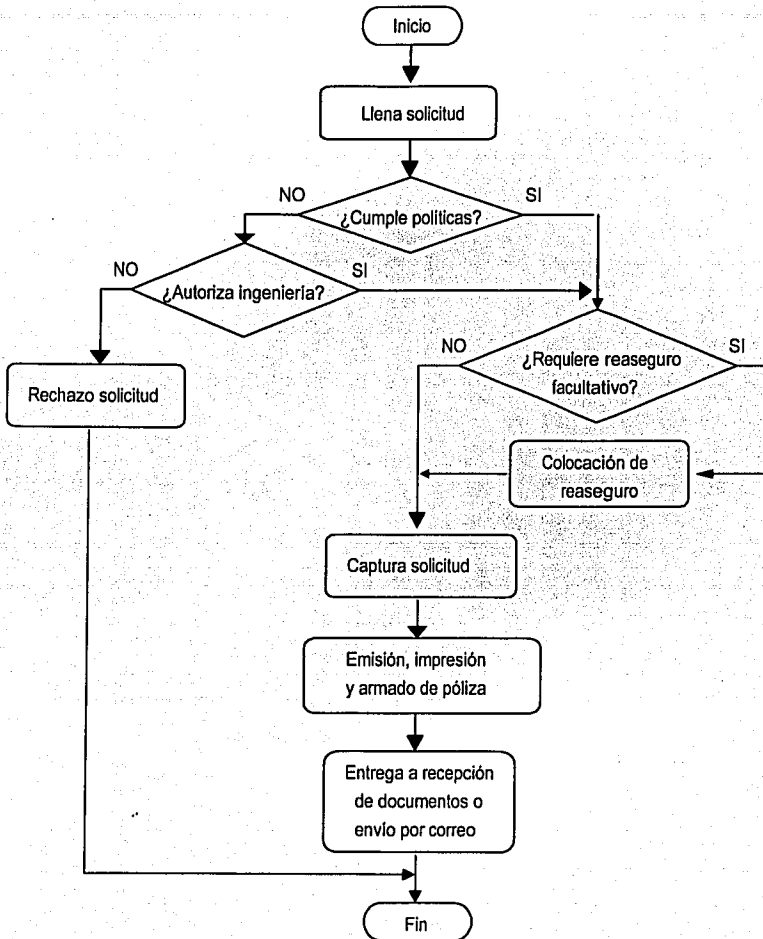 Inicio
Llena solicitud
NO
SI
¿Cumple políticas?
NO
SI
¿Autoriza ingeniería?
NO
SI
¿Requiere reaseguro
facultativo?
Rechazo solicitud
Colocación de
reaseguro
Captura solicitud
Emisión, impresión
y armado de póliza
Entrega a recepción
de documentos o
envío por correo
Fin